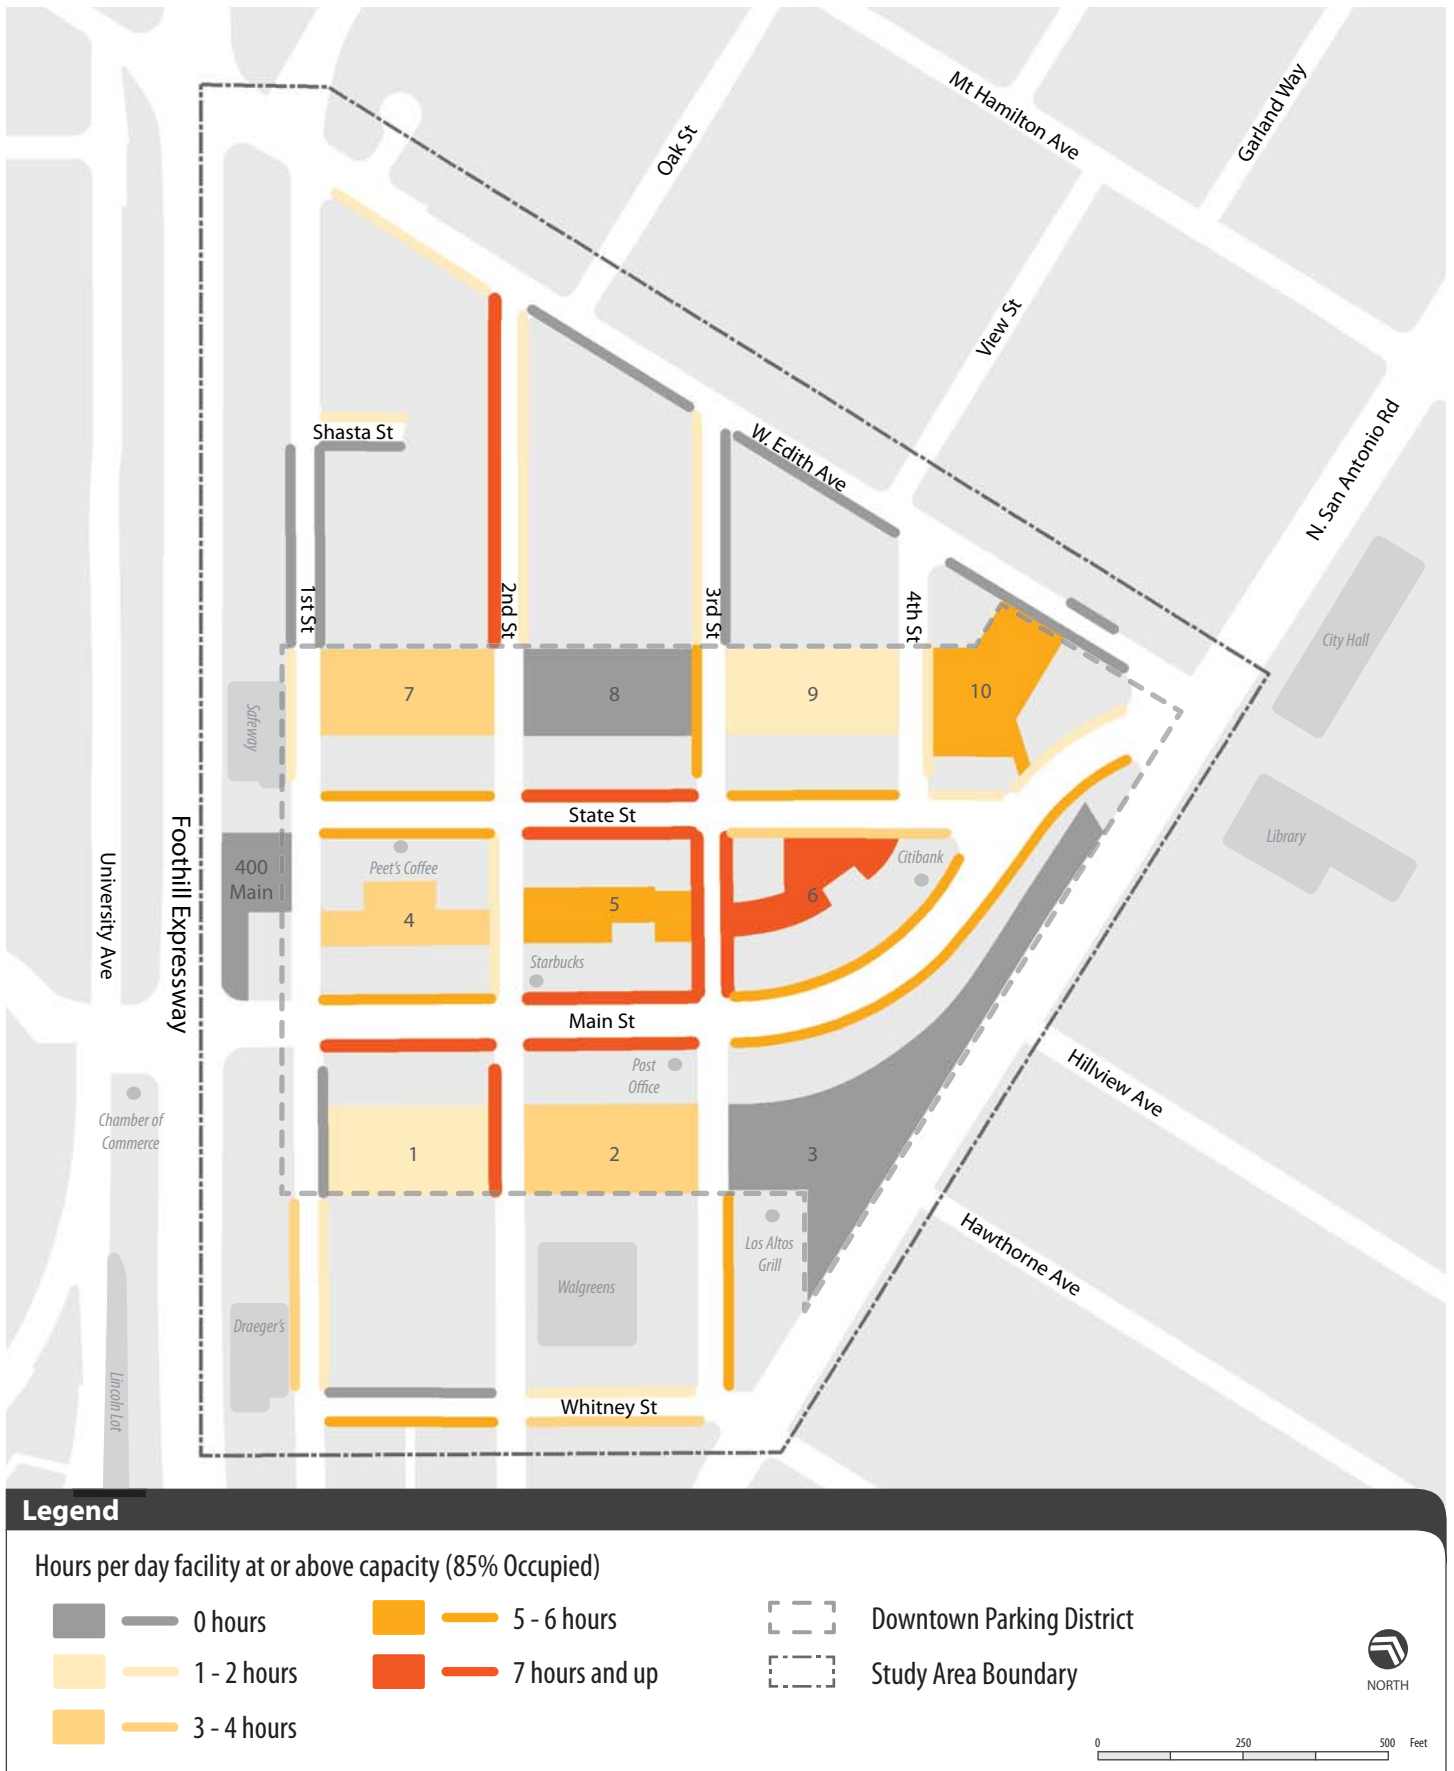 Mt Hamilton Ave
Garland Way
Oak St
View St
N. San Antonio Rd
Shasta St
W. Edith Ave
1st St
2nd St
3rd St
4th St
City Hall
7
8
9
10
Safeway
State St
Library
Foothill Expressway
University Ave
400
Main
Peet's Coffee
4
5
6
Citibank
Starbucks
Main St
Post
Office
Hillview Ave
Chamber of
Commerce
1
2
3
Hawthorne Ave
Los Altos
Grill
Walgreens
Draeger's
Lincoln Lot
Whitney St
Legend
Hours per day facility at or above capacity (85% Occupied)
0 hours
1 - 2 hours
3 - 4 hours
5 - 6 hours
7 hours and up
Downtown Parking District
Study Area Boundary
NORTH
0 250 500 Feet